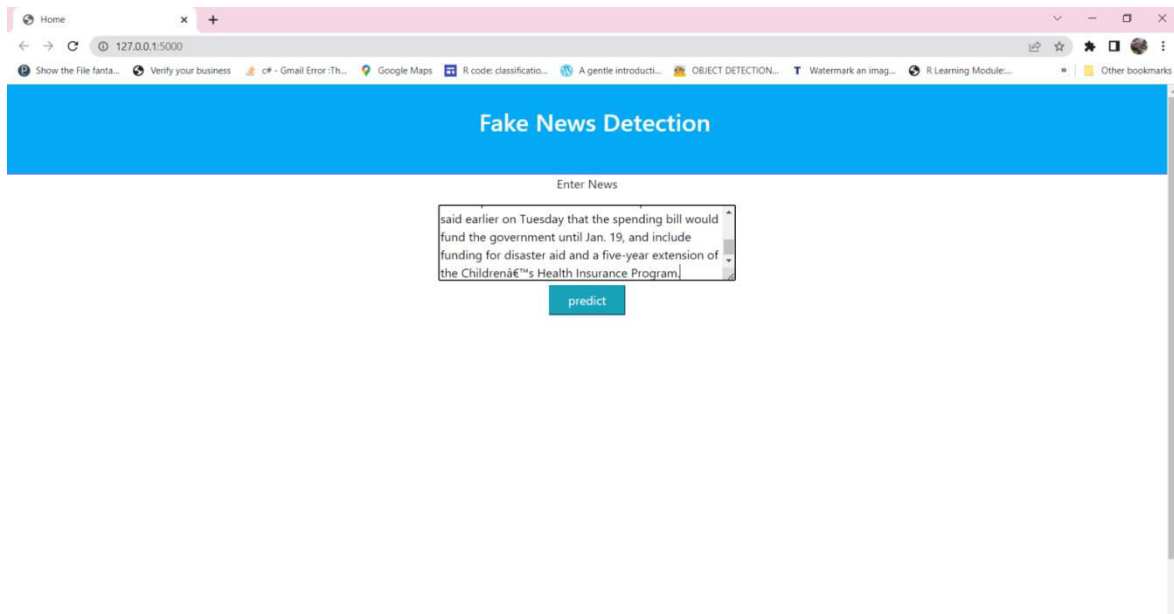 Home
127.0.0.1:5000
Show the File fanta... Verify your business c# - Gmail Error :Th... Google Maps R code: classificatio... A gentle introducti... OBJECT DETECTION... Watermark an imag... R Learning Module:... » Other bookmarks
Fake News Detection
Enter News
said earlier on Tuesday that the spending bill would
fund the government until Jan. 19, and include
funding for disaster aid and a five-year extension of
the Childrená€™s Health Insurance Program.
predict